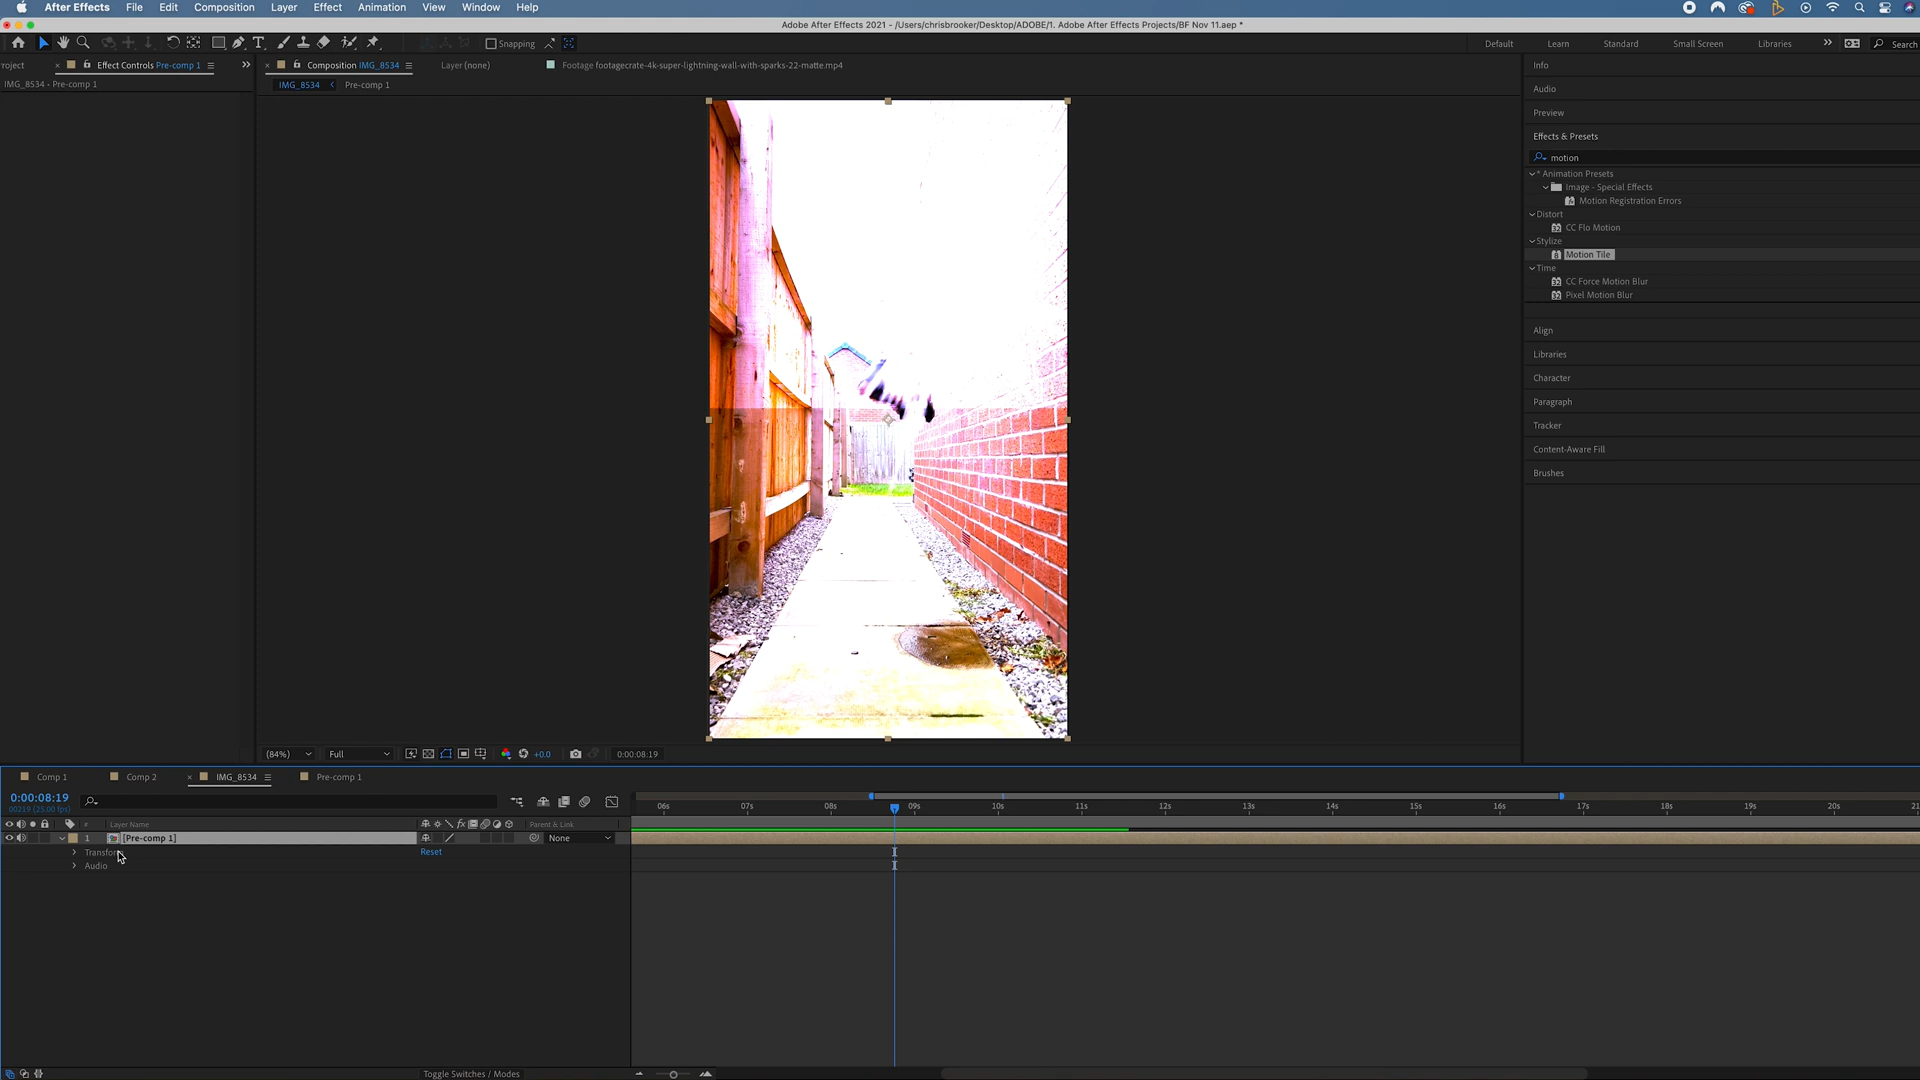 After Effects File Edit Composition Layer Effect Animation View Window Help
Adobe After Effects 2021 - /Users/chrisbrooker/Desktop/ADOBE/1. Adobe After Effects Projects/BF Nov 11.aep *
Snapping Default Learn Standard Small Screen Libraries » Search
roject × Effect Controls Pre-comp 1 ≡ » × Composition IMG_8534 ≡ Layer (none) Footage footagecrate-4k-super-lightning-wall-with-sparks-22-matte.mp4
IMG_8534 • Pre-comp 1
IMG_8534 < Pre-comp 1
Info
Audio
Preview
Effects & Presets
motion
* Animation Presets
Image - Special Effects
Motion Registration Errors
Distort
CC Flo Motion
Stylize
Motion Tile
Time
CC Force Motion Blur
Pixel Motion Blur
Align
Libraries
Character
Paragraph
Tracker
Content-Aware Fill
Brushes
(84%) Full +0.0 0:00:08:19
Comp 1 Comp 2 × IMG_8534 ≡ Pre-comp 1
0:00:08:19
00219 (25.00 fps)
06s 07s 08s 09s 10s 11s 12s 13s 14s 15s 16s 17s 18s 19s 20s 21
# Layer Name fx Parent & Link
1 [Pre-comp 1] None
Transform Reset
Audio
Toggle Switches / Modes